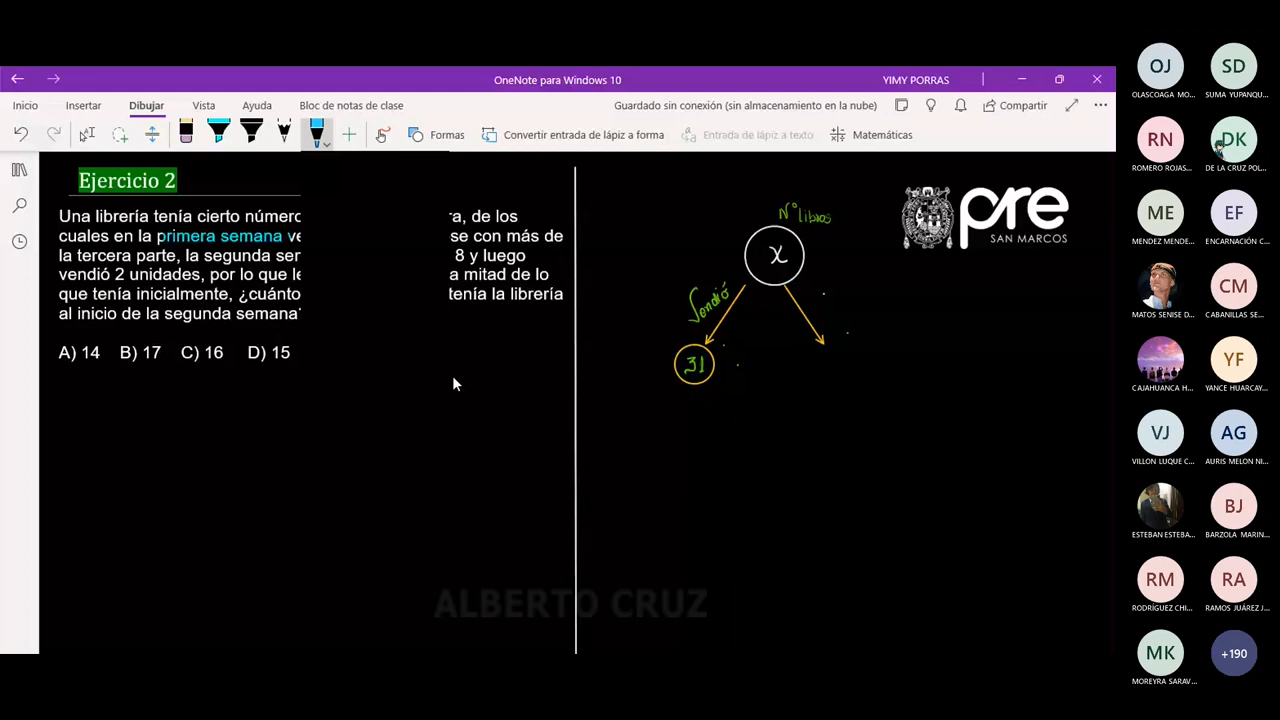 OneNote para Windows 10
YIMY PORRAS
Inicio Insertar Dibujar Vista Ayuda Bloc de notas de clase
Guardado sin conexión (sin almacenamiento en la nube) Compartir
Formas Convertir entrada de lápiz a forma Entrada de lápiz a texto Matemáticas
Ejercicio 2
Una librería tenía cierto , de los
cuales en la primera semana se con más de
la tercera parte, la segunda 8 y luego
vendió 2 unidades, por lo que a mitad de lo
que tenía inicialmente, ¿cuánto tenía la librería
al inicio de la segunda semana
A) 14 B) 17 C) 16 D) 15
N° libros
x
Vendió
31
pre
SAN MARCOS
ALBERTO CRUZ
OJ SD
OLASCOAGA MO... SUMA YUPANQU...
RN DK
ROMERO ROJAS... DE LA CRUZ POL...
ME EF
MENDEZ MENDE... ENCARNACIÓN C...
CM
MATOS SENISE D... CABANILLAS SE...
YF
CAJAHUANCA H... YANCE HUARCAY...
VJ AG
VILLON LUQUE C... AURIS MELON NI...
BJ
ESTEBAN ESTEBA... BARZOLA MARIN...
RM RA
RODRÍGUEZ CHI... RAMOS JUÁREZ J...
MK +190
MOREYRA SARAV...